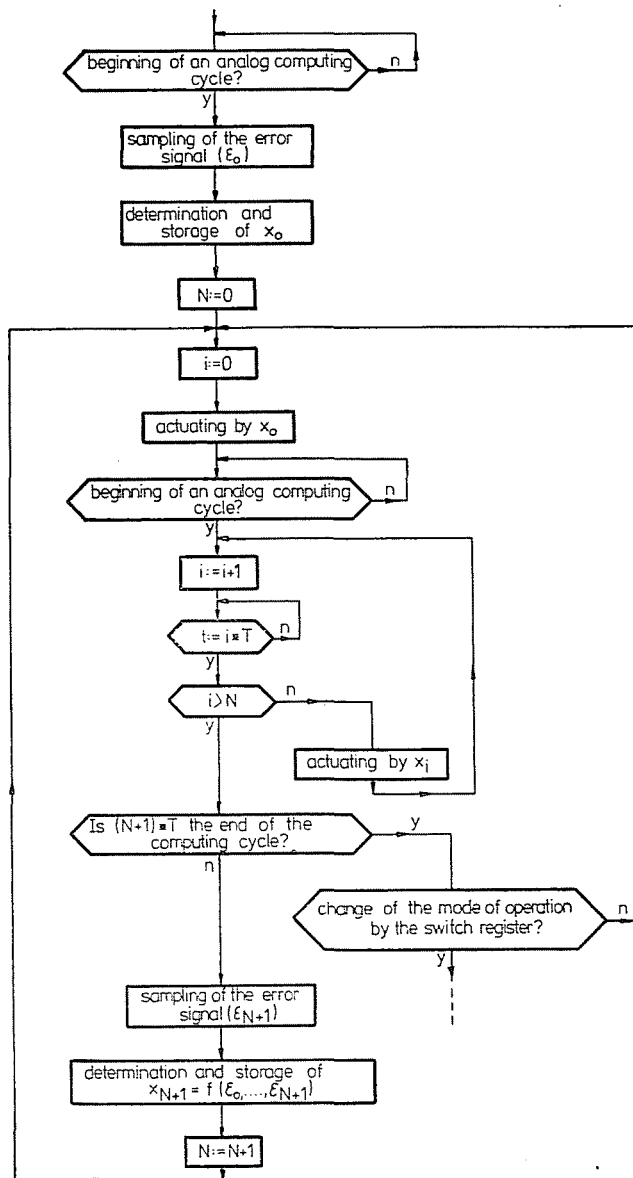 beginning of an analog computing
cycle?
n
y
sampling of the error
signal (ε₀)
determination and
storage of x₀
N:=0
i:=0
actuating by x₀
beginning of an analog computing
cycle?
n
y
i:=i+1
t:= i*T
n
y
i>N
n
y
actuating by xᵢ
Is (N+1)*T the end of the
computing cycle?
y
n
change of the mode of operation
by the switch register?
n
y
sampling of the error
signal (ε_{N+1})
determination and storage of
x_{N+1} = f (ε₀,....,ε_{N+1})
N:=N+1